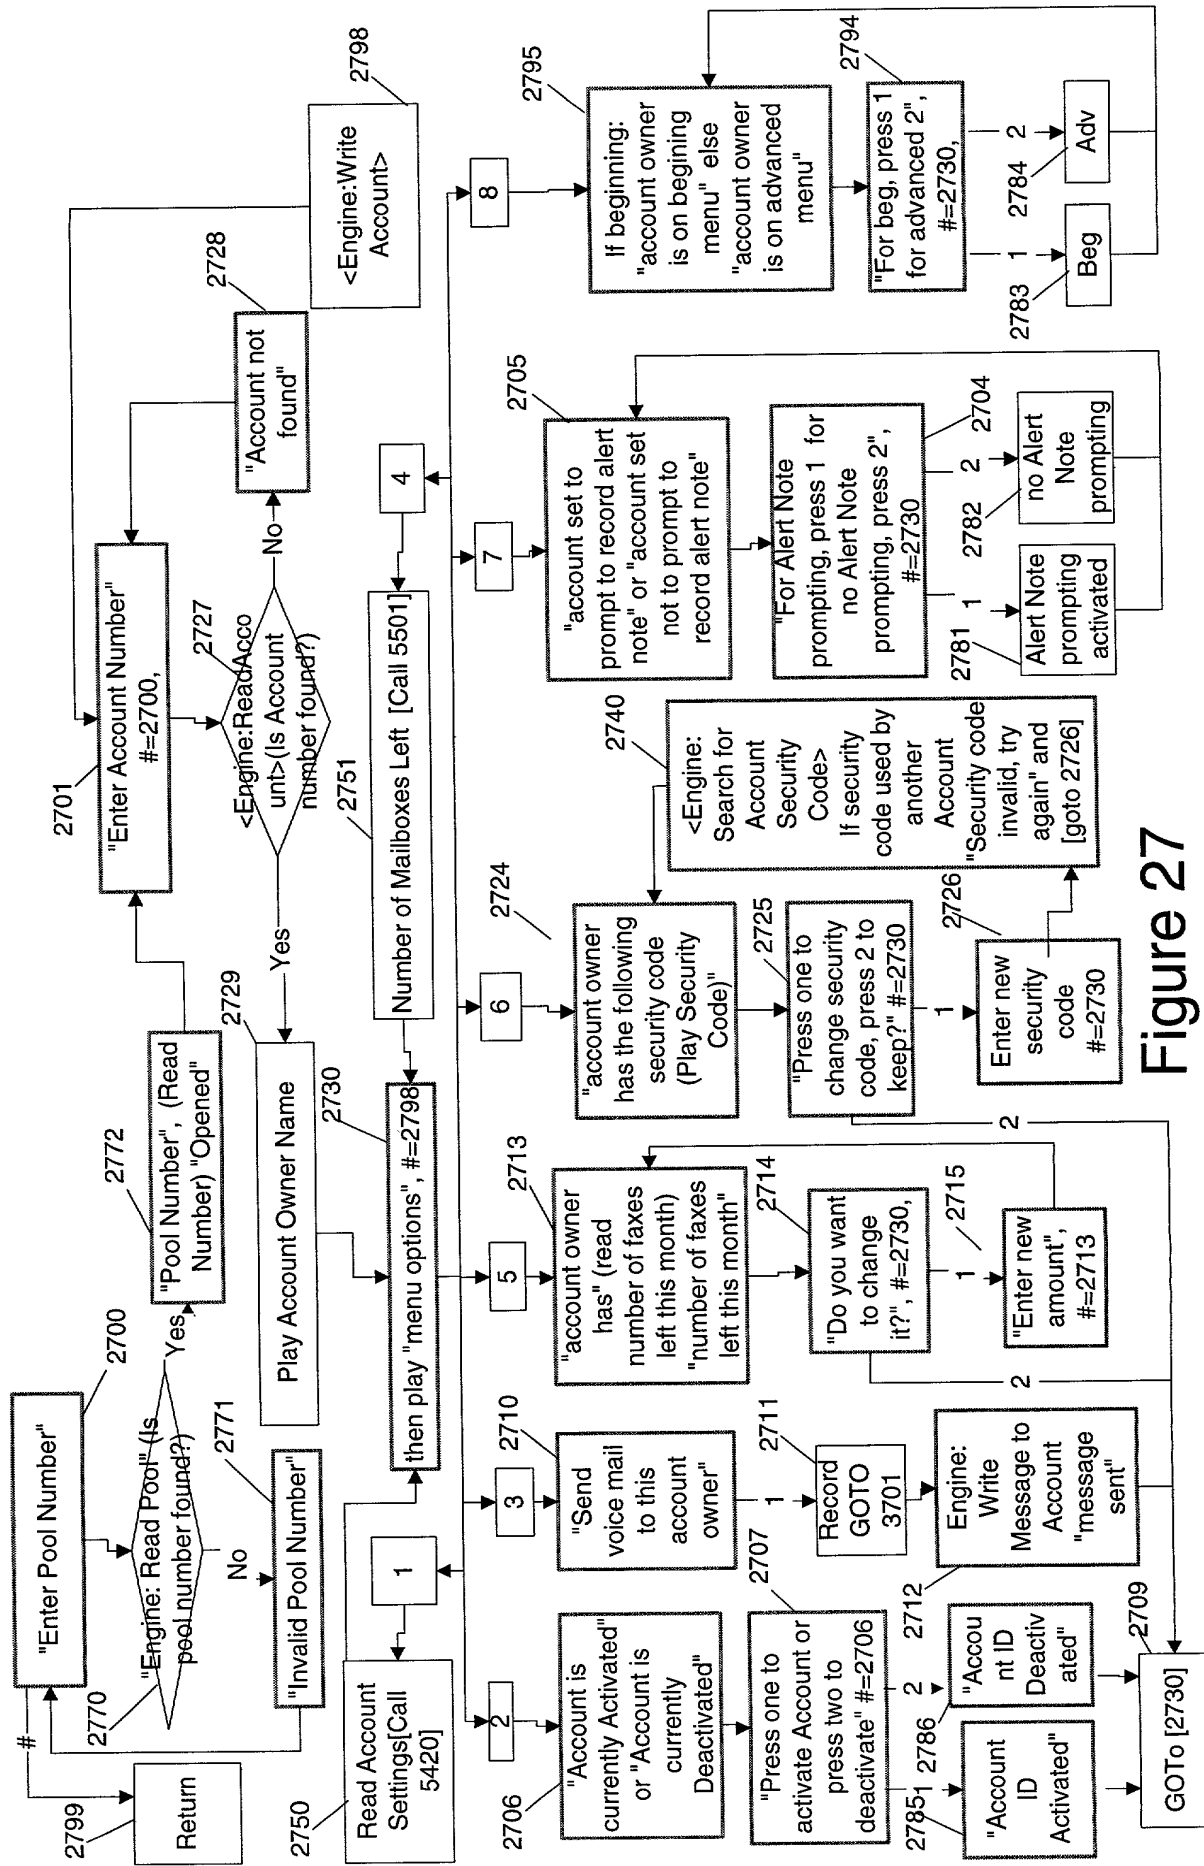 2799
Return
#
"Enter Pool Number"
2700
2770
"Engine: Read Pool" (Is
pool number found?)
Yes
No
2771
"Invalid Pool Number"
2772
"Pool Number", (Read
Number) "Opened"
2701
"Enter Account Number"
#=2700,
2727
<Engine:ReadAcco
unt>(Is Account
number found?)
Yes
No
2728
"Account not
found"
2798
<Engine:Write
Account>
2729
Play Account Owner Name
2730
then play "menu options", #=2798
2750
Read Account
Settings[Call
5420]
1
2751
Number of Mailboxes Left [Call 5501]
4
2
2706
"Account is
currently Activated"
or "Account is
currently
Deactivated"
2707
"Press one to
activate Account or
press two to
deactivate" #=2706
1
2
2785
"Account
ID
Activated"
2786
"Accou
nt ID
Deactiv
ated"
2709
GOTo [2730]
3
2710
"Send
voice mail
to this
account
owner"
1
2711
Record
GOTO
3701
2712
Engine:
Write
Message to
Account
"message
sent"
5
2713
"account owner
has" (read
number of faxes
left this month)
"number of faxes
left this month"
2714
"Do you want
to change
it?", #=2730,
1
2
2715
"Enter new
amount",
#=2713
6
2724
"account owner
has the following
security code
(Play Security
Code)"
2725
"Press one to
change security
code, press 2 to
keep?" #=2730
1
2
2726
Enter new
security
code
#=2730
2740
<Engine:
Search for
Account
Security
Code>
If security
code used by
another
Account
"Security code
invalid, try
again" and
[goto 2726]
7
2705
"account set to
prompt to record alert
note" or "account set
not to prompt to
record alert note"
2704
"For Alert Note
prompting, press 1 for
no Alert Note
prompting, press 2",
#=2730
1
2
2781
Alert Note
prompting
activated
2782
no Alert
Note
prompting
8
2795
If beginning:
"account owner
is on begining
menu" else
"account owner
is on advanced
menu"
2794
"For beg, press 1
for advanced 2",
#=2730,
1
2
2783
Beg
2784
Adv
Figure 27